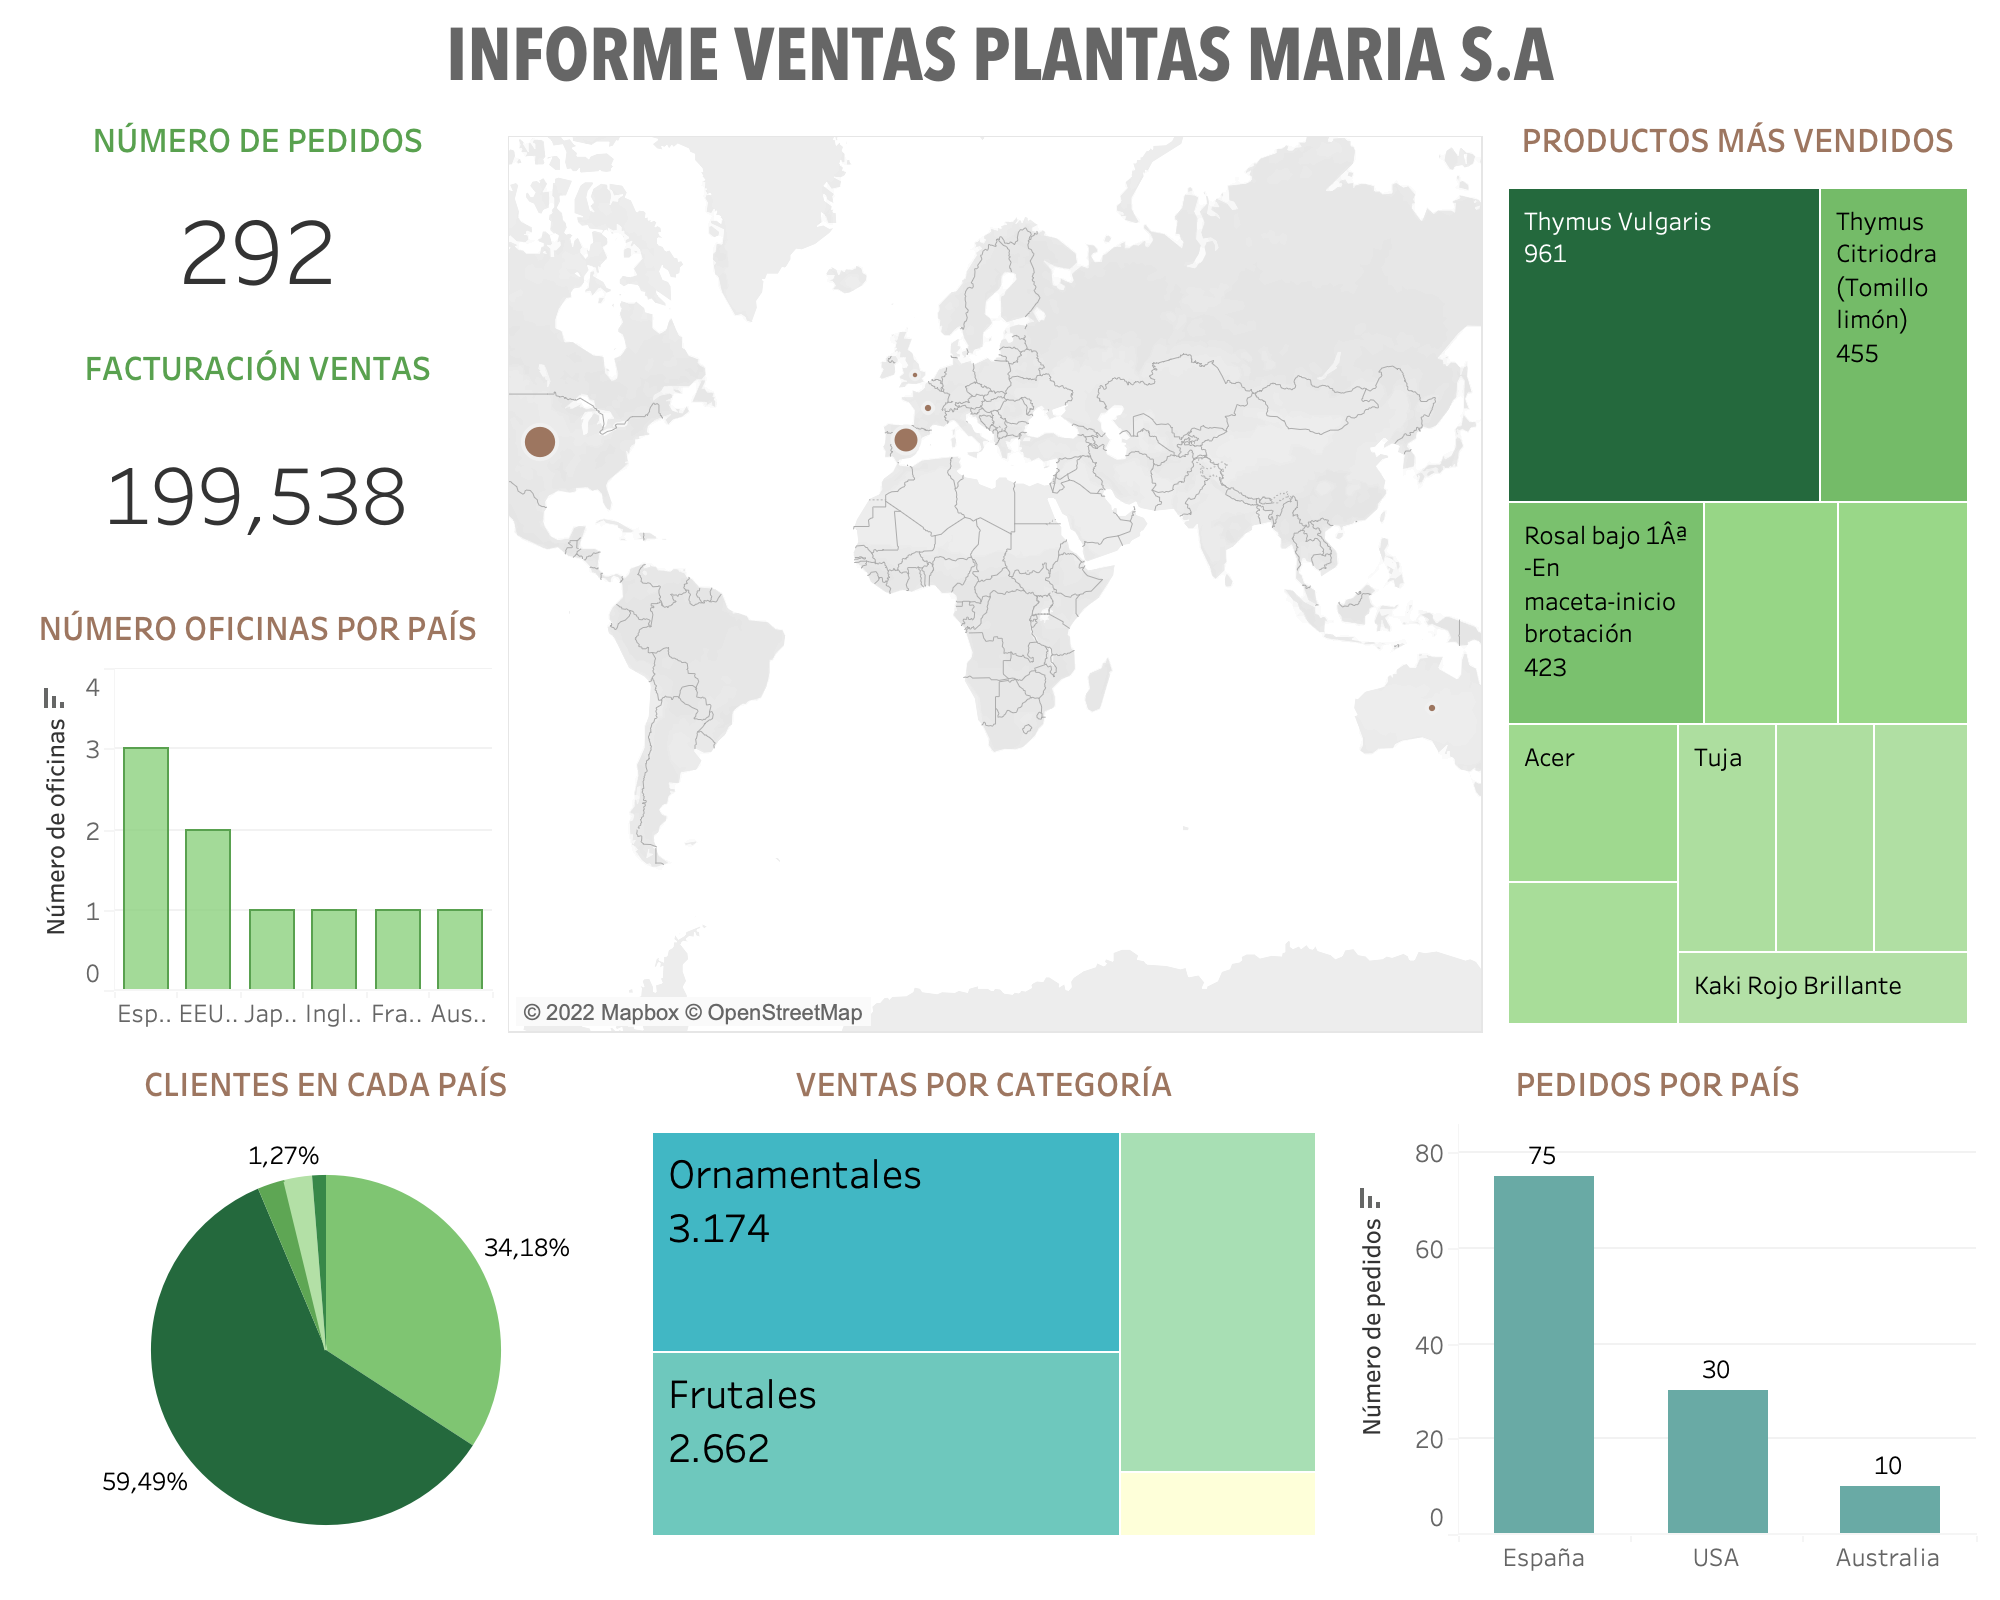 INFORME VENTAS PLANTAS MARIA S.A
NÚMERO DE PEDIDOS
292
FACTURACIÓN VENTAS
199,538
NÚMERO OFICINAS POR PAÍS
Número de oficinas
4
3
2
1
0
Esp.. EEU.. Jap.. Ingl.. Fra.. Aus..
© 2022 Mapbox © OpenStreetMap
PRODUCTOS MÁS VENDIDOS
Thymus Vulgaris
961
Thymus
Citriodra
(Tomillo
limón)
455
Rosal bajo 1Âª
-En
maceta-inicio
brotación
423
Acer
Tuja
Kaki Rojo Brillante
CLIENTES EN CADA PAÍS
1,27%
34,18%
59,49%
VENTAS POR CATEGORÍA
Ornamentales
3.174
Frutales
2.662
PEDIDOS POR PAÍS
Número de pedidos
80
60
40
20
0
75
30
10
España USA Australia